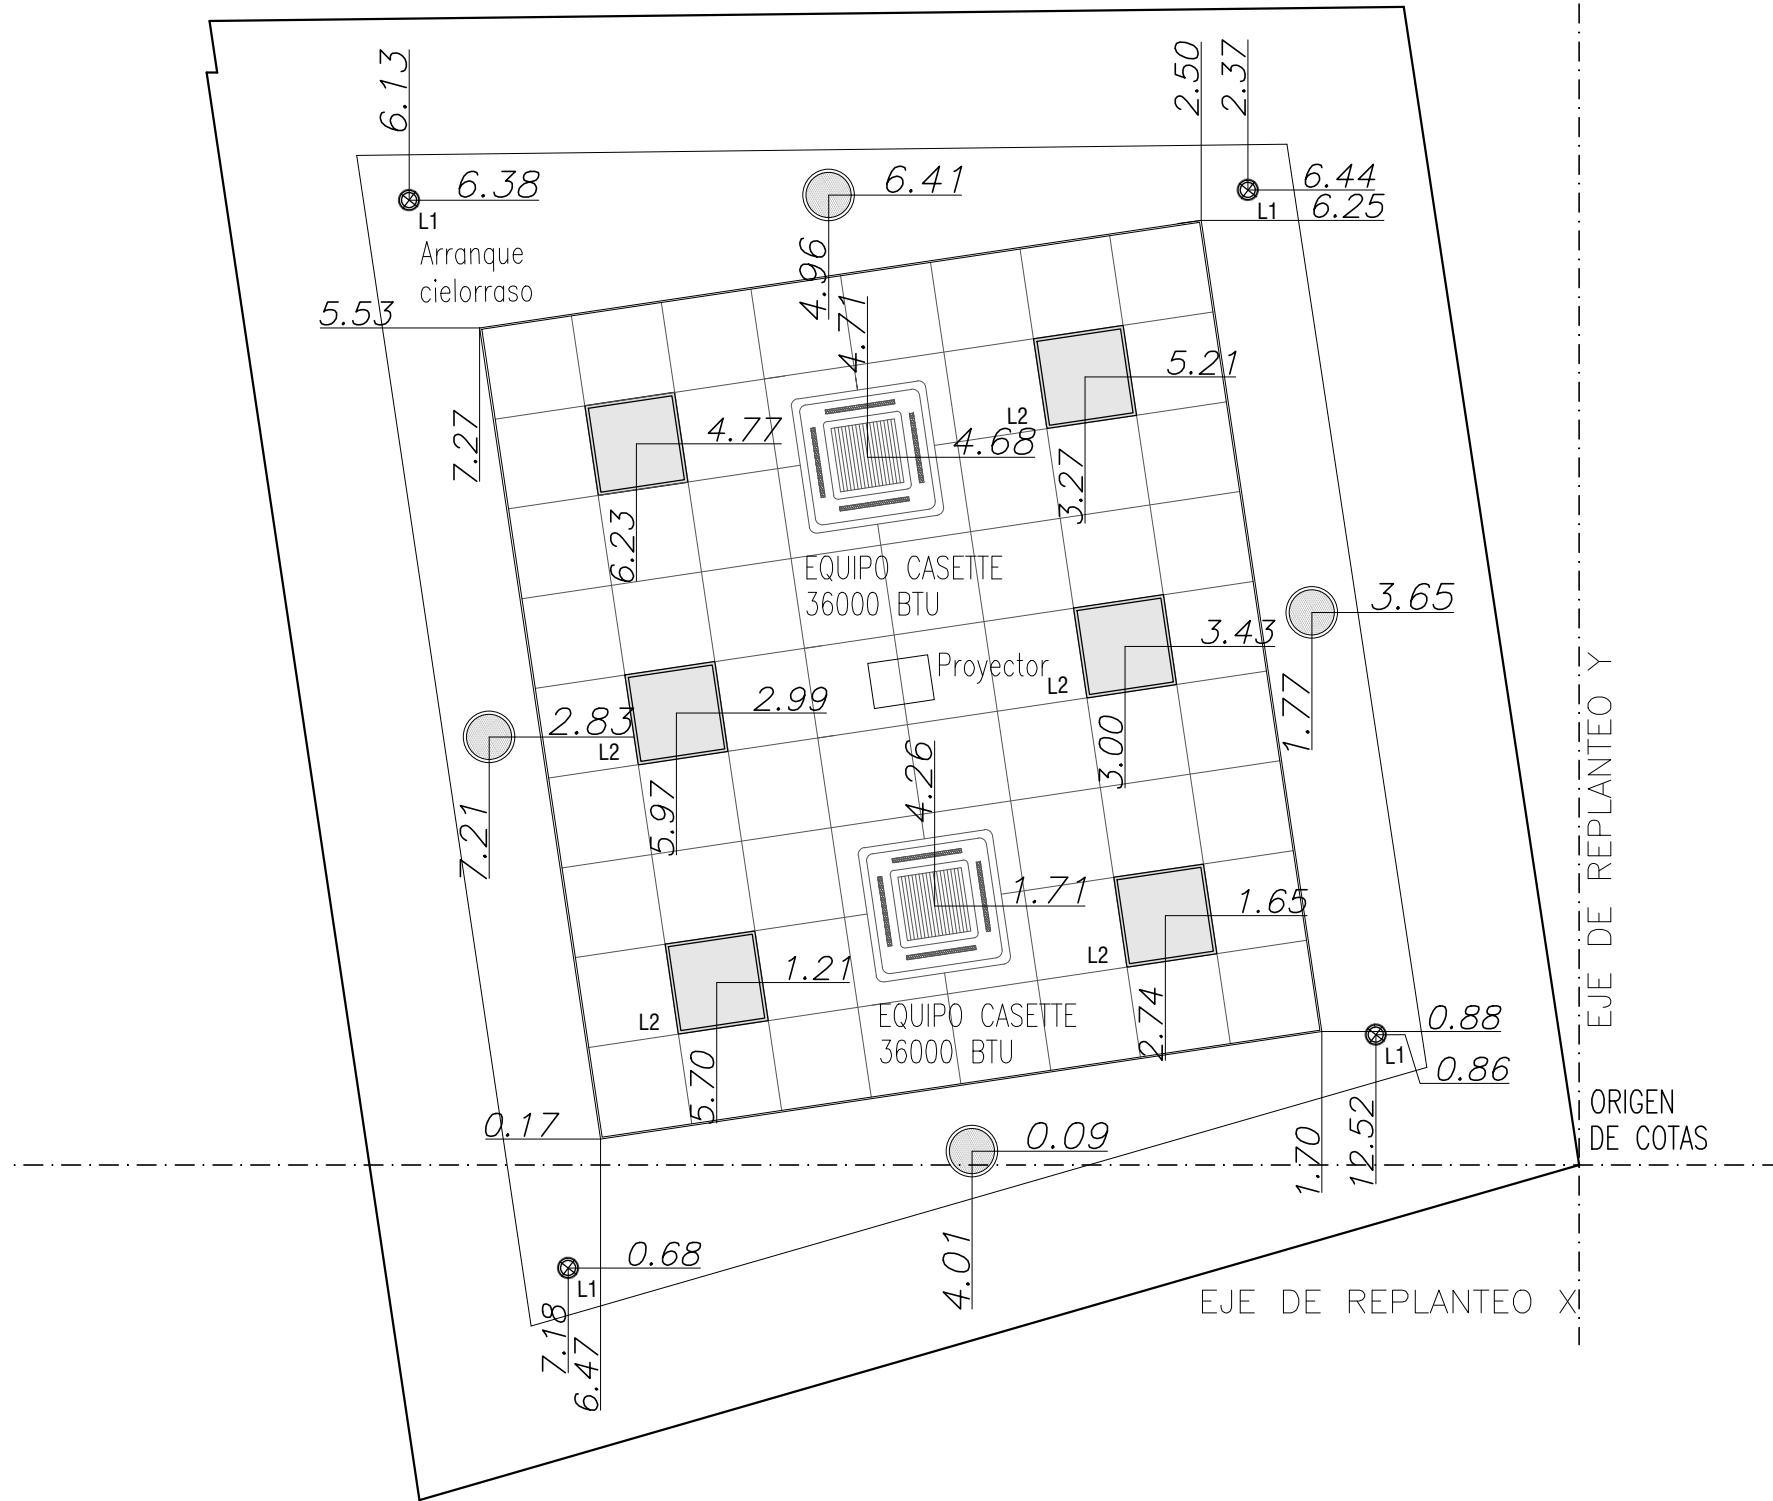 6.13
2.50
2.37
6.38
L1
6.41
4.96
6.44
L1
6.25
Arranque
cielorraso
5.53
7.27
4.71
4.68
5.21
L2
3.27
4.77
6.23
EQUIPO CASETTE
36000 BTU
3.65
1.77
Proyector
3.43
L2
3.00
2.99
2.83
L2
5.97
7.21
4.26
1.71
1.65
L2
2.74
1.21
L2
5.70
EQUIPO CASETTE
36000 BTU
0.88
L1
0.86
12.52
1.70
0.17
0.09
4.01
0.68
L1
7.18
6.47
EJE DE REPLANTEO Y
ORIGEN
DE COTAS
EJE DE REPLANTEO X